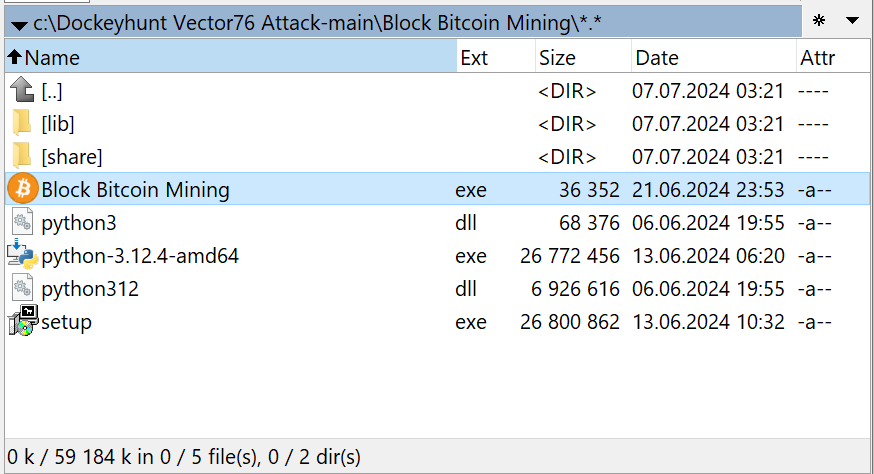 c:\Dockeyhunt Vector76 Attack-main\Block Bitcoin Mining\*.*
Name Ext Size Date Attr
[..] <DIR> 07.07.2024 03:21 ----
[lib] <DIR> 07.07.2024 03:21 ----
[share] <DIR> 07.07.2024 03:21 ----
Block Bitcoin Mining exe 36 352 21.06.2024 23:53 -a--
python3 dll 68 376 06.06.2024 19:55 -a--
python-3.12.4-amd64 exe 26 772 456 13.06.2024 06:20 -a--
python312 dll 6 926 616 06.06.2024 19:55 -a--
setup exe 26 800 862 13.06.2024 10:32 -a--
0 k / 59 184 k in 0 / 5 file(s), 0 / 2 dir(s)